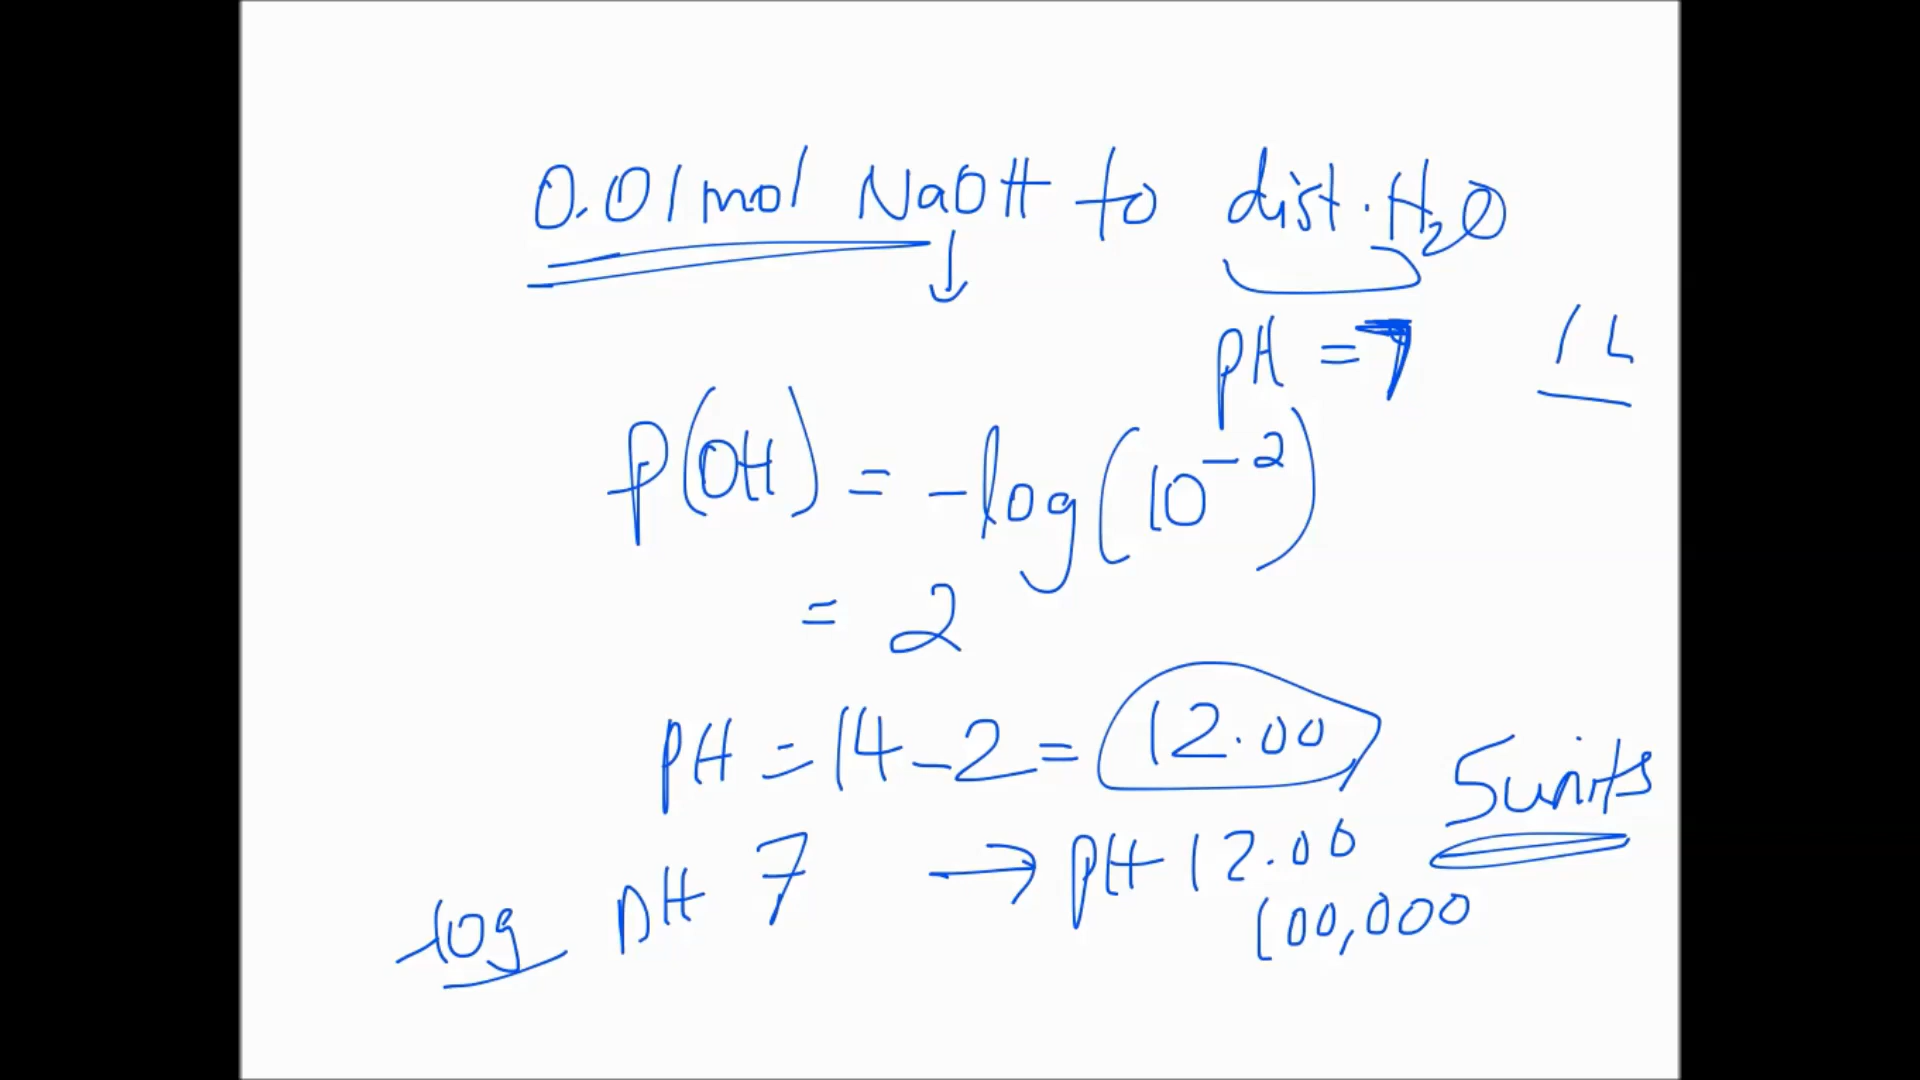 0.01mol NaOH to dist. H₂O
pH = 7
1L
P(OH) = -log(10⁻²)
= 2
pH = 14 - 2 = 12.00
5units
pH 7 → pH 12.00
log
100,000